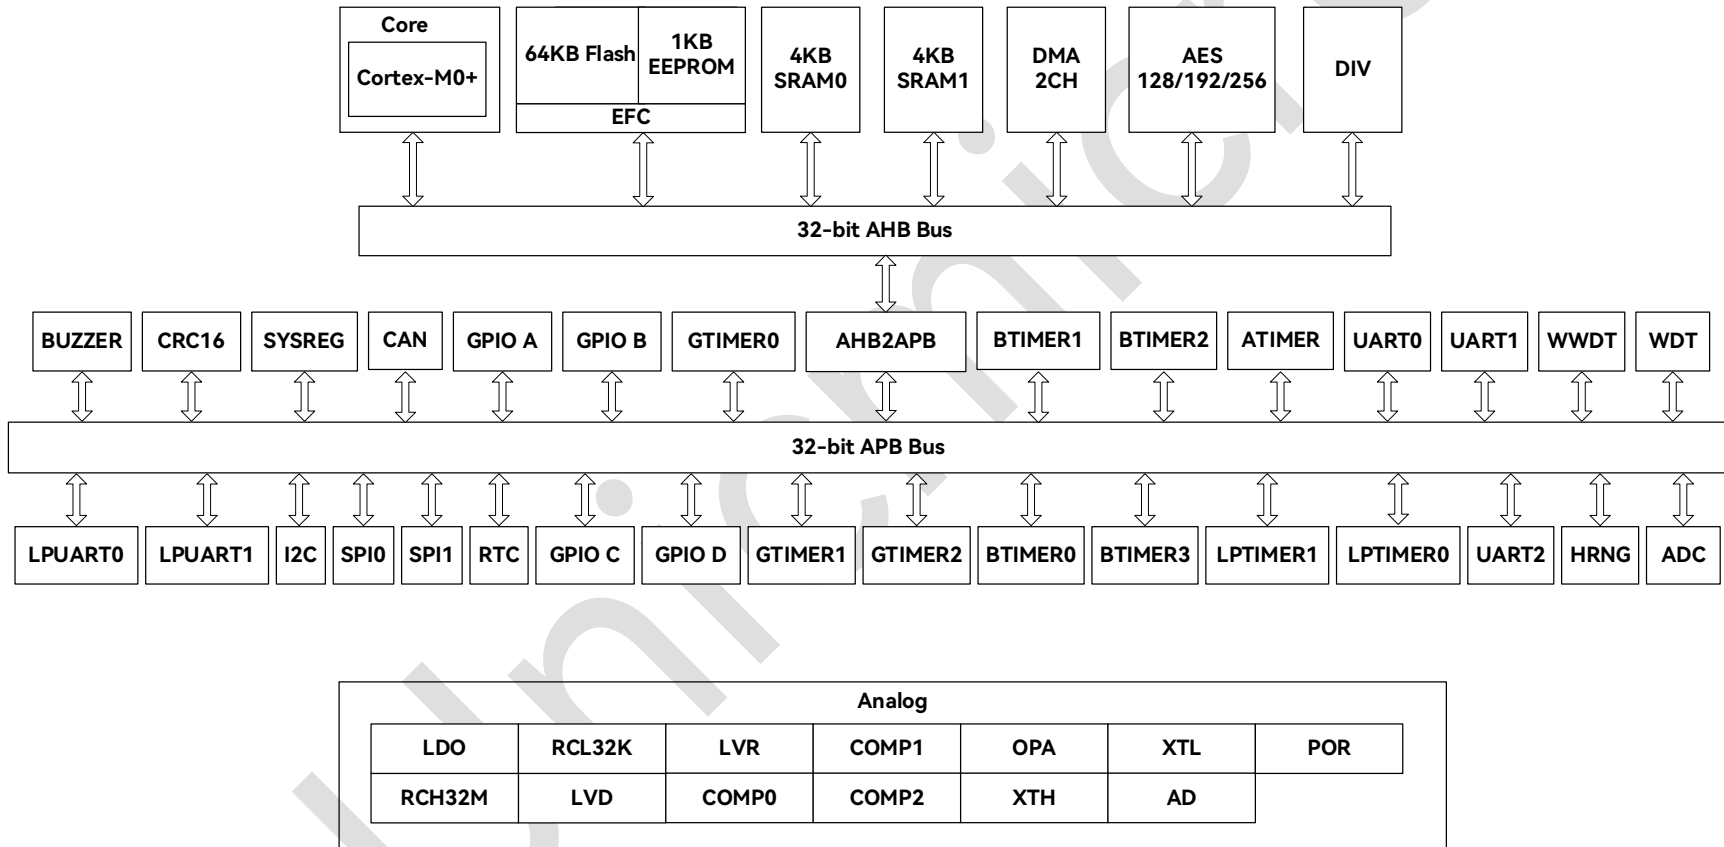 Core
Cortex-M0+
64KB Flash
1KB
EEPROM
EFC
4KB
SRAM0
4KB
SRAM1
DMA
2CH
AES
128/192/256
DIV
32-bit AHB Bus
BUZZER
CRC16
SYSREG
CAN
GPIO A
GPIO B
GTIMER0
AHB2APB
BTIMER1
BTIMER2
ATIMER
UART0
UART1
WWDT
WDT
32-bit APB Bus
LPUART0
LPUART1
I2C
SPI0
SPI1
RTC
GPIO C
GPIO D
GTIMER1
GTIMER2
BTIMER0
BTIMER3
LPTIMER1
LPTIMER0
UART2
HRNG
ADC
Analog
LDO
RCL32K
LVR
COMP1
OPA
XTL
POR
RCH32M
LVD
COMP0
COMP2
XTH
AD